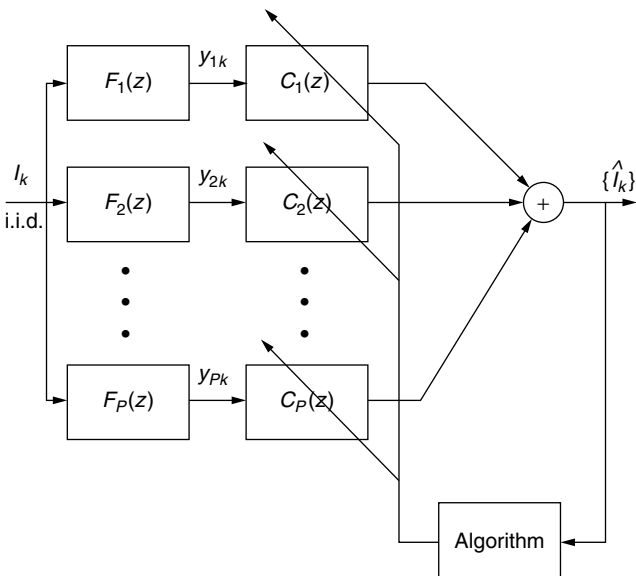 y₁ₖ
F₁(z)
C₁(z)
Iₖ
i.i.d.
y₂ₖ
F₂(z)
C₂(z)
+
{Îₖ}
yₚₖ
Fₚ(z)
Cₚ(z)
Algorithm